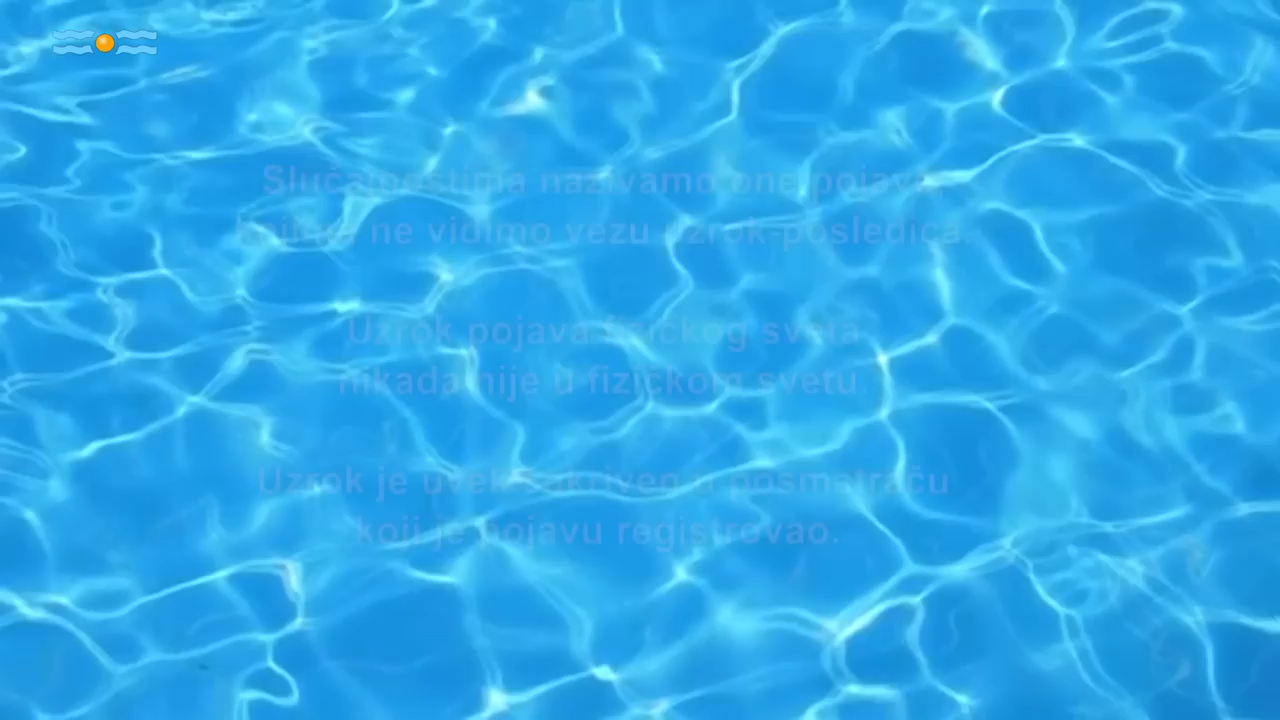 Slučajnostima nazivamo one pojave
kojima ne vidimo vezu uzrok-posledica.
Uzrok pojava fizičkog sveta
nikada nije u fizičkom svetu
Uzrok je uvek sakriven u posmatraču
koji je pojavu registrovao.